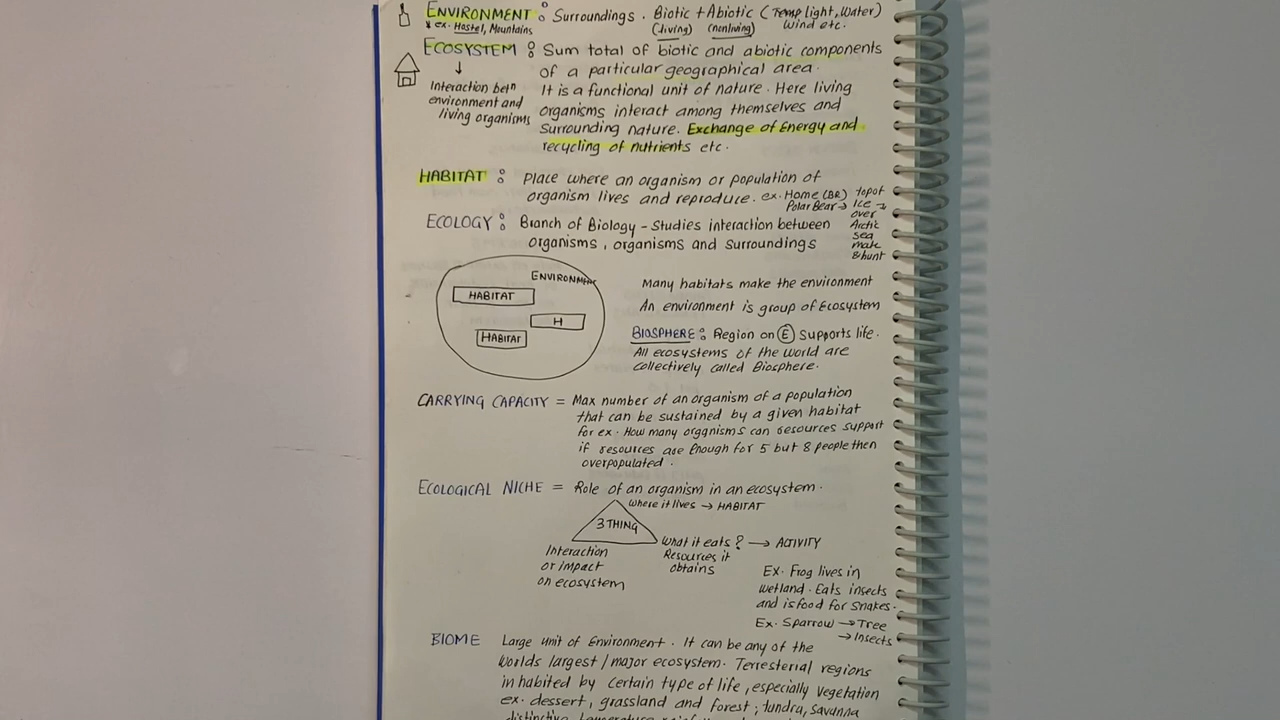 ENVIRONMENT : Surroundings. Biotic + Abiotic (Temp light, Water)
ex. Hostel, Mountains (living) (nonliving) Wind etc.
ECOSYSTEM : Sum total of biotic and abiotic components
of a particular geographical area.
↓
Interaction betn
environment and
living organisms
It is a functional unit of nature. Here living
organisms interact among themselves and
Surrounding nature. Exchange of Energy and
recycling of nutrients etc.
HABITAT : Place where an organism or population of
organism lives and reproduce. ex. Home (BR)
Polar Bear → Ice →
over
Arctic
sea
mate
& hunt
ECOLOGY : Branch of Biology - Studies interaction between
organisms, organisms and surroundings
ENVIRONMENT
HABITAT
H
HABITAT
Many habitats make the environment
An environment is group of Ecosystem
BIOSPHERE : Region on (E) Supports life.
All ecosystems of the world are
collectively called Biosphere.
CARRYING CAPACITY = Max number of an organism of a population
that can be sustained by a given habitat
for ex. How many organisms can resources support
if resources are Enough for 5 but 8 people then
overpopulated.
ECOLOGICAL NICHE = Role of an organism in an ecosystem.
Where it lives → HABITAT
3 THING
What it eats? → ACTIVITY
Resources it
obtains
Interaction
or impact
on ecosystem
Ex. Frog lives in
wetland. Eats insects
and is food for Snakes.
Ex. Sparrow → Tree
→ Insects
BIOME Large unit of Environment. It can be any of the
worlds largest / major ecosystem. Terresterial regions
in habited by certain type of life, especially vegetation
ex. dessert, grassland and forest; tundra, savanna